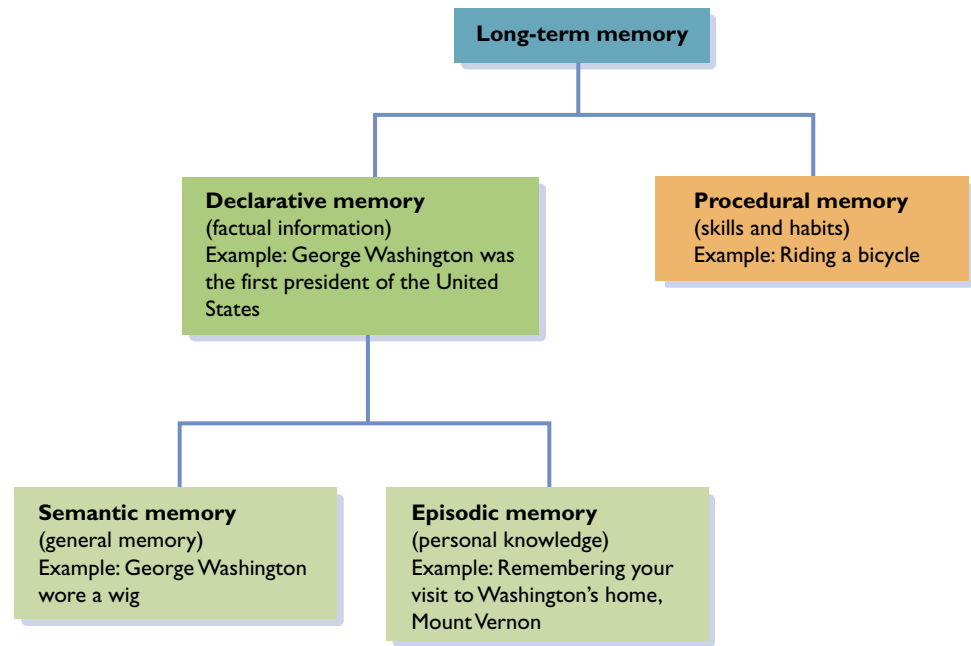 Long-term memory
Declarative memory
(factual information)
Example: George Washington was
the first president of the United
States
Procedural memory
(skills and habits)
Example: Riding a bicycle
Semantic memory
(general memory)
Example: George Washington
wore a wig
Episodic memory
(personal knowledge)
Example: Remembering your
visit to Washington’s home,
Mount Vernon